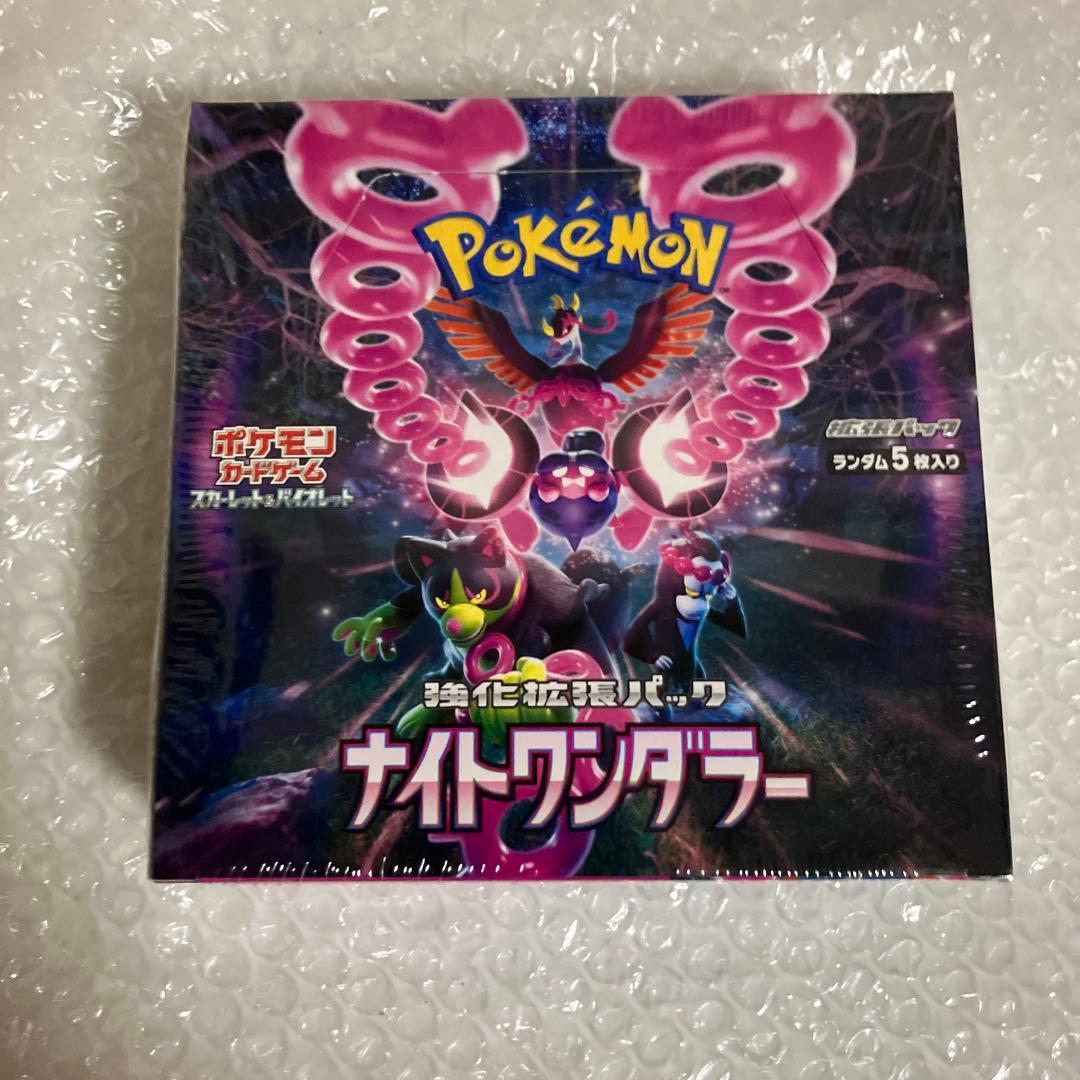 POKéMON
TM
ポケモン
カードゲーム
スカーレット&バイオレット
拡張パック
ランダム5枚入り
強化拡張パック
ナイトワンダラー